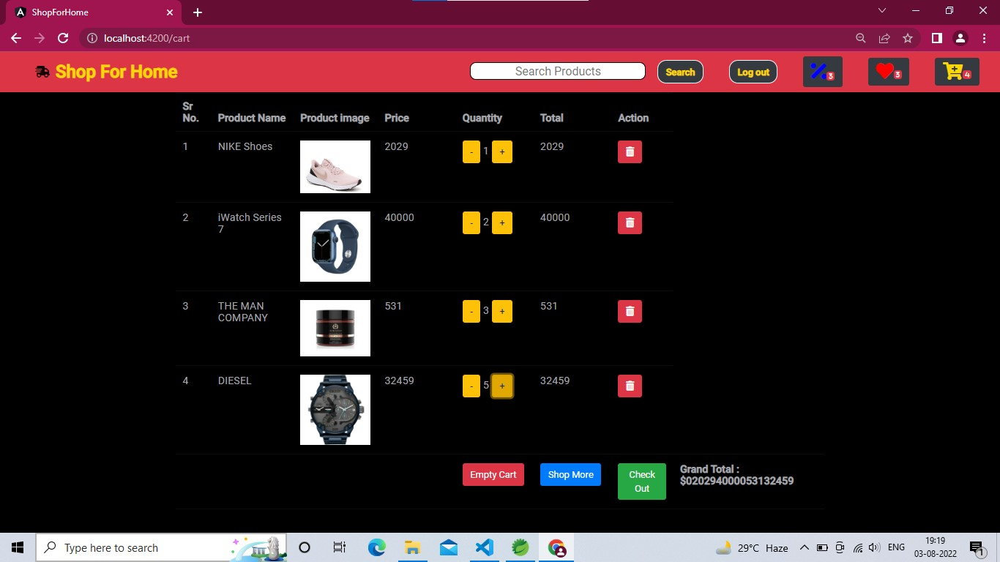 ShopForHome
localhost:4200/cart
Shop For Home
Search Products
Search
Log out
3
3
4
Sr No. Product Name Product image Price Quantity Total Action
1 NIKE Shoes 2029 - 1 + 2029
2 iWatch Series 7 40000 - 2 + 40000
3 THE MAN COMPANY 531 - 3 + 531
4 DIESEL 32459 - 5 + 32459
Empty Cart
Shop More
Check
Out
Grand Total :
$020294000053132459
Type here to search
29°C Haze
ENG
19:19
03-08-2022
1